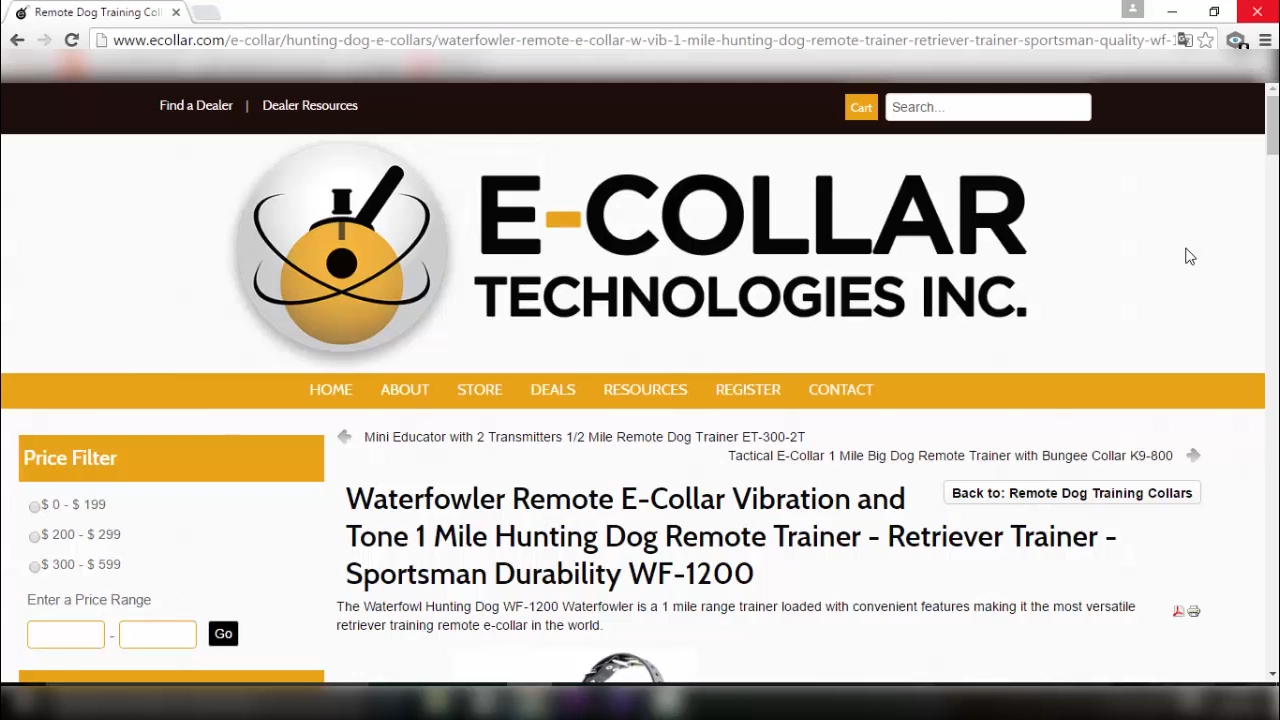 Remote Dog Training Col
www.ecollar.com/e-collar/hunting-dog-e-collars/waterfowler-remote-e-collar-w-vib-1-mile-hunting-dog-remote-trainer-retriever-trainer-sportsman-quality-wf-1
Find a Dealer | Dealer Resources
Cart Search...
E-COLLAR
TECHNOLOGIES INC.
HOME ABOUT STORE DEALS RESOURCES REGISTER CONTACT
Price Filter
$ 0 - $ 199
$ 200 - $ 299
$ 300 - $ 599
Enter a Price Range
- Go
Mini Educator with 2 Transmitters 1/2 Mile Remote Dog Trainer ET-300-2T
Tactical E-Collar 1 Mile Big Dog Remote Trainer with Bungee Collar K9-800
Back to: Remote Dog Training Collars
Waterfowler Remote E-Collar Vibration and
Tone 1 Mile Hunting Dog Remote Trainer - Retriever Trainer -
Sportsman Durability WF-1200
The Waterfowl Hunting Dog WF-1200 Waterfowler is a 1 mile range trainer loaded with convenient features making it the most versatile
retriever training remote e-collar in the world.